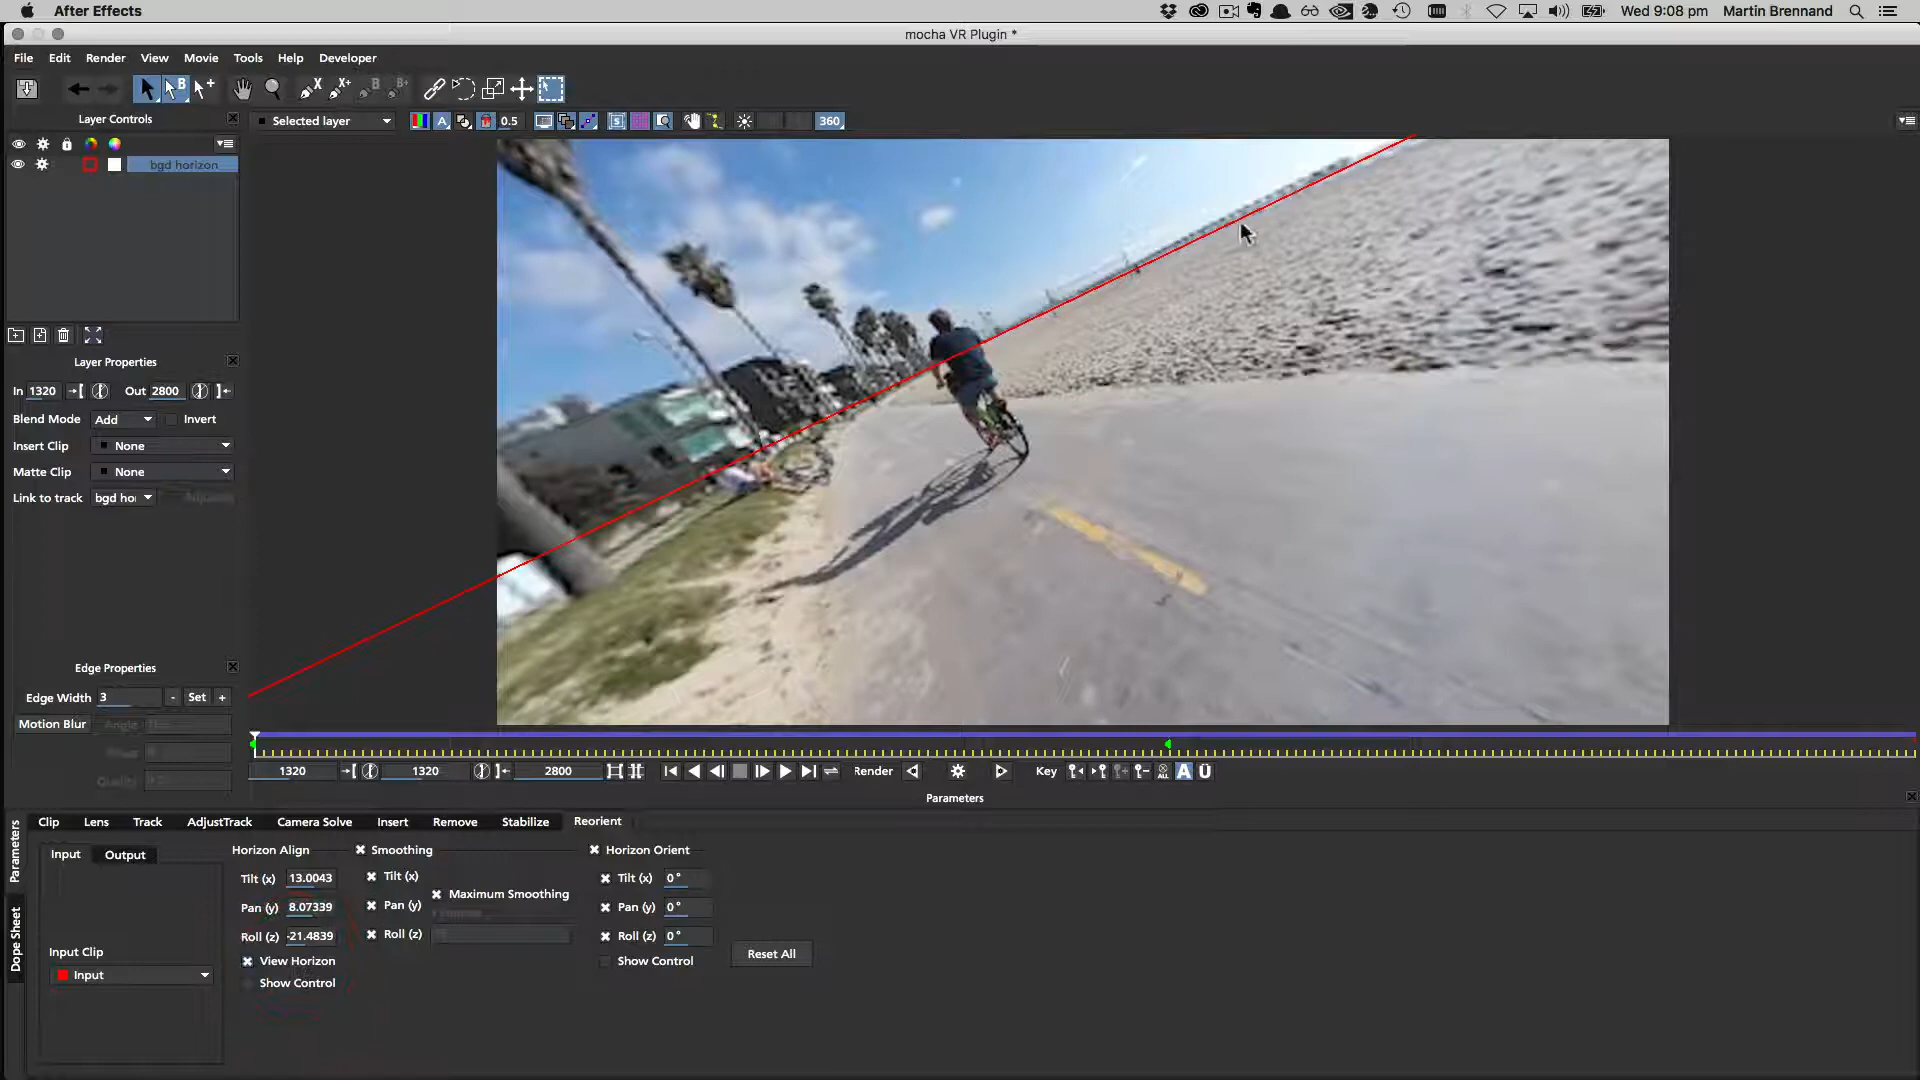 After Effects
Wed 9:08 pm
Martin Brennand
mocha VR Plugin *
File
Edit
Render
View
Movie
Tools
Help
Developer
Layer Controls
Selected layer
0.5
360
bgd horizon
Layer Properties
In 1320
Out 2800
Blend Mode Add
Invert
Insert Clip None
Matte Clip None
Link to track bgd hor
Edge Properties
Edge Width 3 - Set +
Motion Blur Angle
Quality
1320
1320
2800
Render
Key
Parameters
Clip
Lens
Track
AdjustTrack
Camera Solve
Insert
Remove
Stabilize
Reorient
Parameters
Dope Sheet
Input
Output
Input Clip
Input
Horizon Align
Tilt (x) 13.0043
Pan (y) 8.07339
Roll (z) -21.4839
View Horizon
Show Control
Smoothing
Tilt (x)
Pan (y)
Roll (z)
Maximum Smoothing
Horizon Orient
Tilt (x) 0°
Pan (y) 0°
Roll (z) 0°
Show Control
Reset All